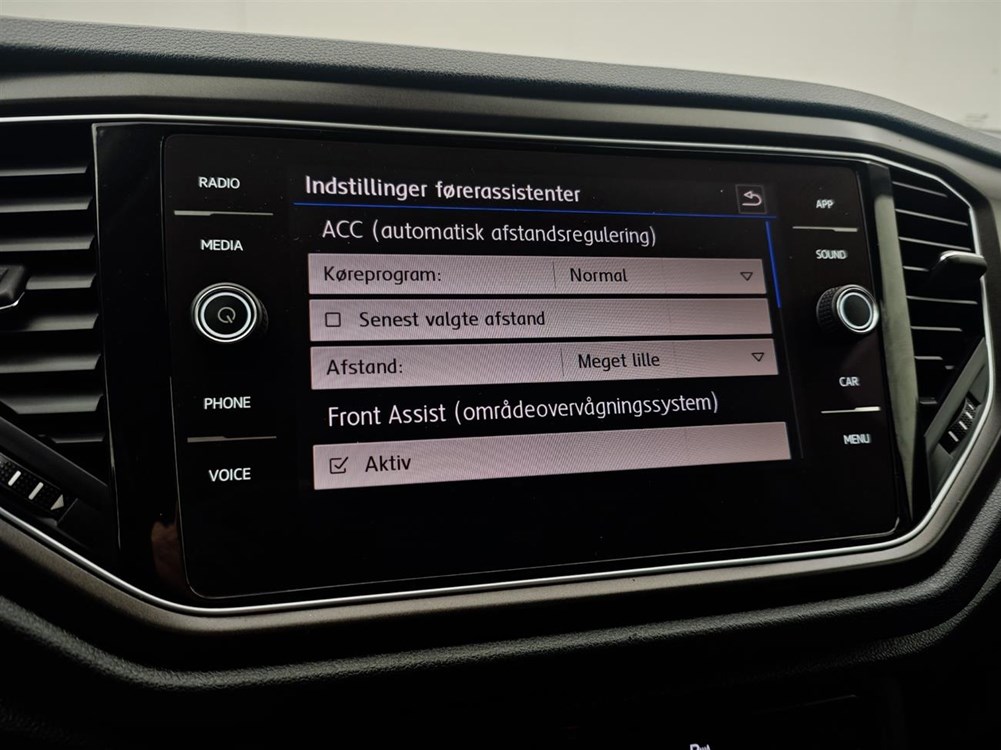 RADIO
MEDIA
PHONE
VOICE
Indstillinger førerassistenter
ACC (automatisk afstandsregulering)
Køreprogram: Normal
Senest valgte afstand
Afstand: Meget lille
Front Assist (områdeovervågningssystem)
Aktiv
APP
SOUND
CAR
MENU